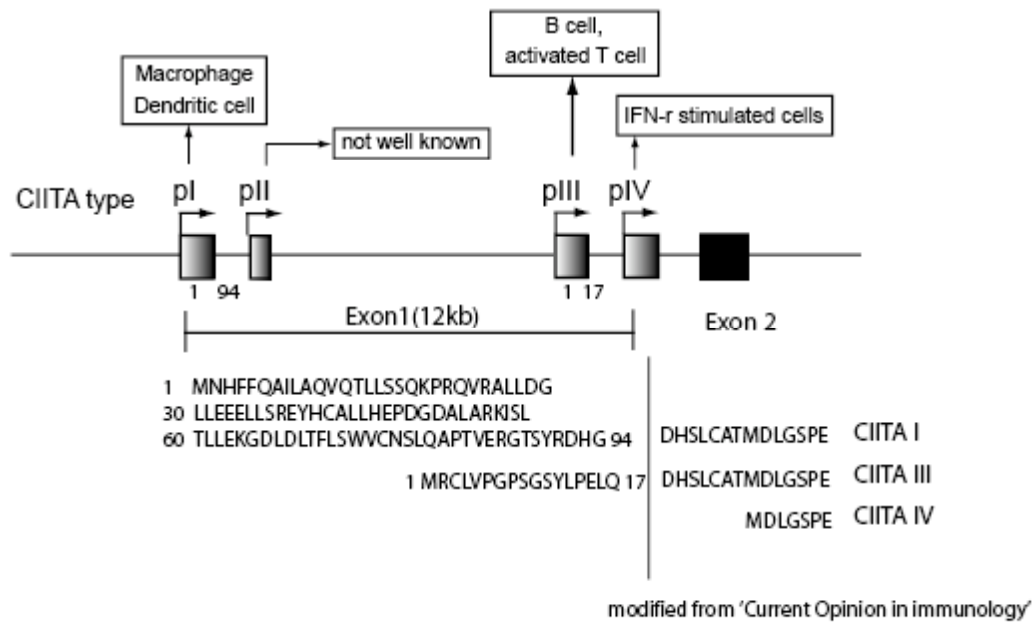 B cell,
activated T cell
Macrophage
Dendritic cell
IFN-r stimulated cells
not well known
CIITA type
pI
pII
pIII
pIV
1 94
1 17
Exon1(12kb)
Exon 2
1 MNHFFQAILAQVQTLLSSQKPRQVRALLDG
30 LLEEELLSREYHCALLHEPDGDALARKISL
60 TLLEKGDLDLTFLSWVCNSLQAPTVERGTSYRDHG 94 DHSLCATMDLGSPE CIITA I
1 MRCLVPGPSGSYLPELQ 17 DHSLCATMDLGSPE CIITA III
MDLGSPE CIITA IV
modified from 'Current Opinion in immunology'